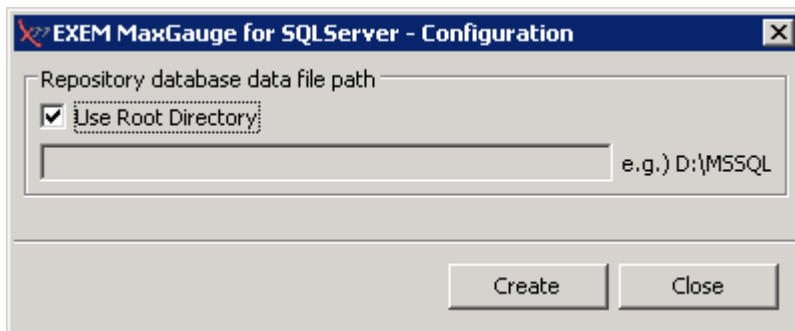 EXEM MaxGauge for SQLServer - Configuration
Repository database data file path
Use Root Directory
e.g.) D:\MSSQL
Create Close